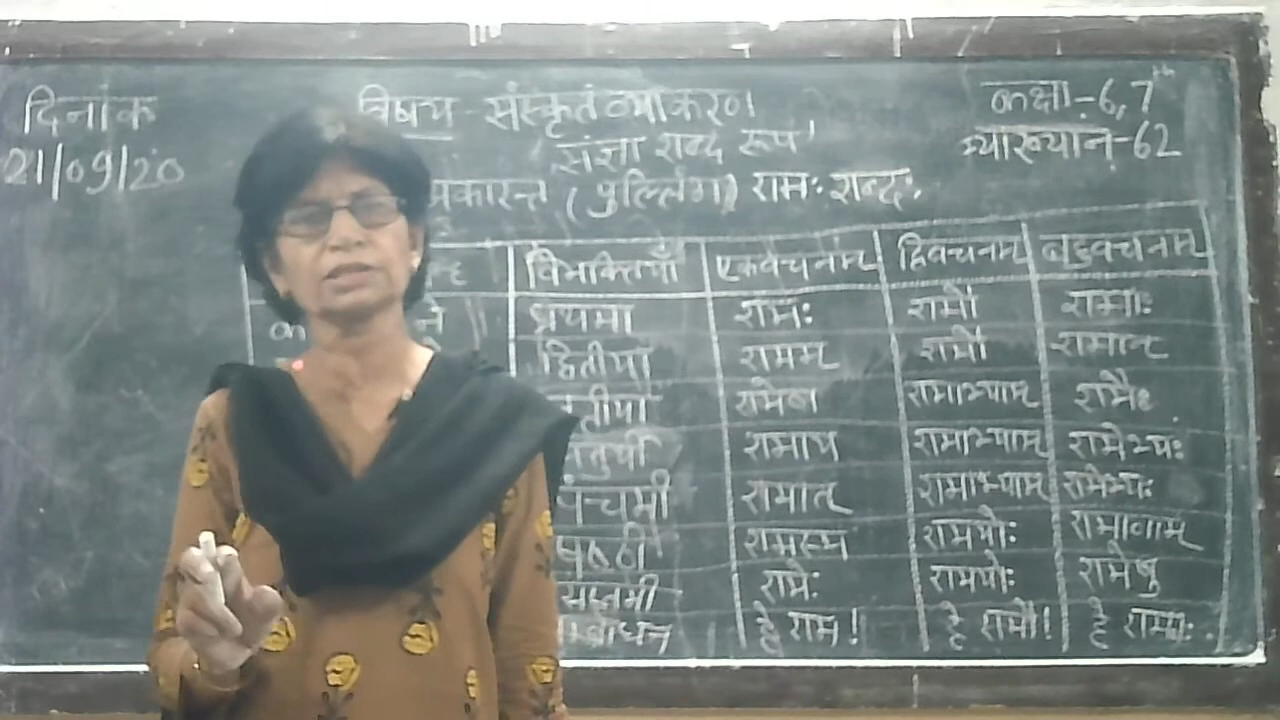 दिनांक
21/09/20
विषय - संस्कृत व्याकरण
संज्ञा शब्द रूप
कक्षा - 6, 7th
व्याख्यान - 62
अकारान्त (पुल्लिंग) रामः शब्दः
विभक्तियाँ एकवचनम् द्विवचनम् बहुवचनम्
ने प्रथमा रामः रामौ रामाः
द्वितीया रामम् रामौ रामान्
तृतीया रामेण रामाभ्याम् रामैः
चतुर्थी रामाय रामाभ्याम् रामेभ्यः
पंचमी रामात् रामाभ्याम् रामेभ्यः
षष्ठी रामस्य रामयोः रामाणाम्
सप्तमी रामेः रामयोः रामेषु
म्बोधन हे राम! हे रामौ! हे रामाः